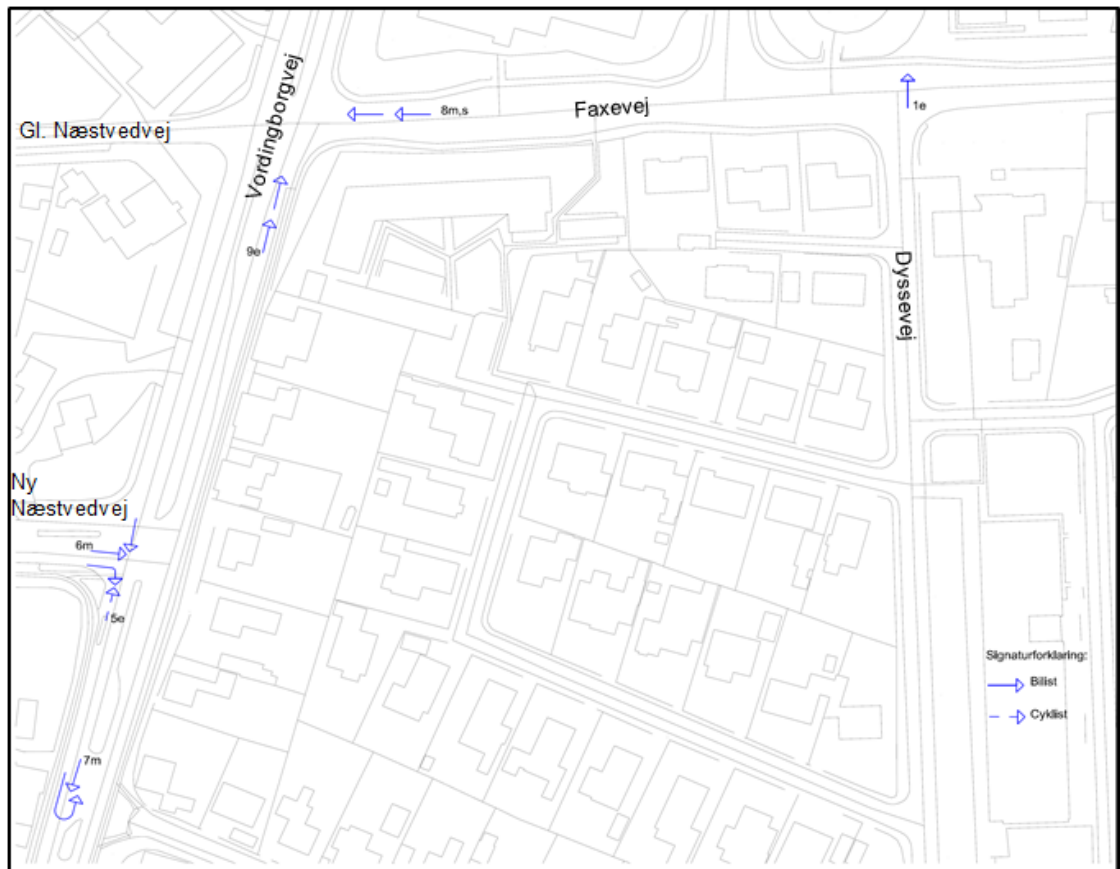 Vordingborgvej
8m,s
Faxevej
1e
Gl. Næstvedvej
9e
Dyssevej
Ny
Næstvedvej
6m
5e
Signaturforklaring:
Bilist
Cyklist
7m